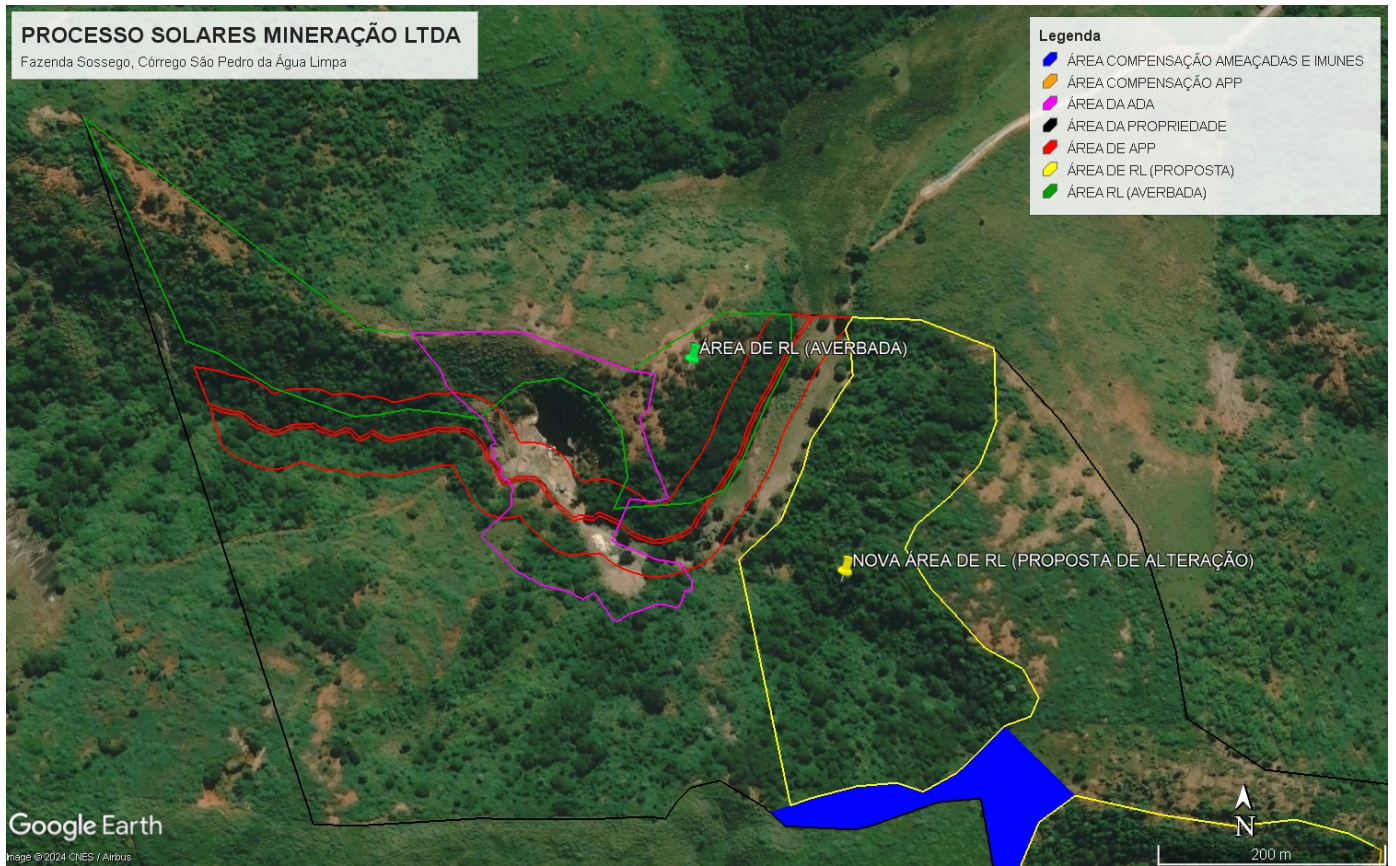 PROCESSO SOLARES MINERAÇÃO LTDA
Fazenda Sossego, Córrego São Pedro da Água Limpa
Legenda
ÁREA COMPENSAÇÃO AMEAÇADAS E IMUNES
ÁREA COMPENSAÇÃO APP
ÁREA DA ADA
ÁREA DA PROPRIEDADE
ÁREA DE APP
ÁREA DE RL (PROPOSTA)
ÁREA RL (AVERBADA)
ÁREA DE RL (AVERBADA)
NOVA ÁREA DE RL (PROPOSTA DE ALTERAÇÃO)
N
200 m
Google Earth
mage © 2024 CNES / Airbus